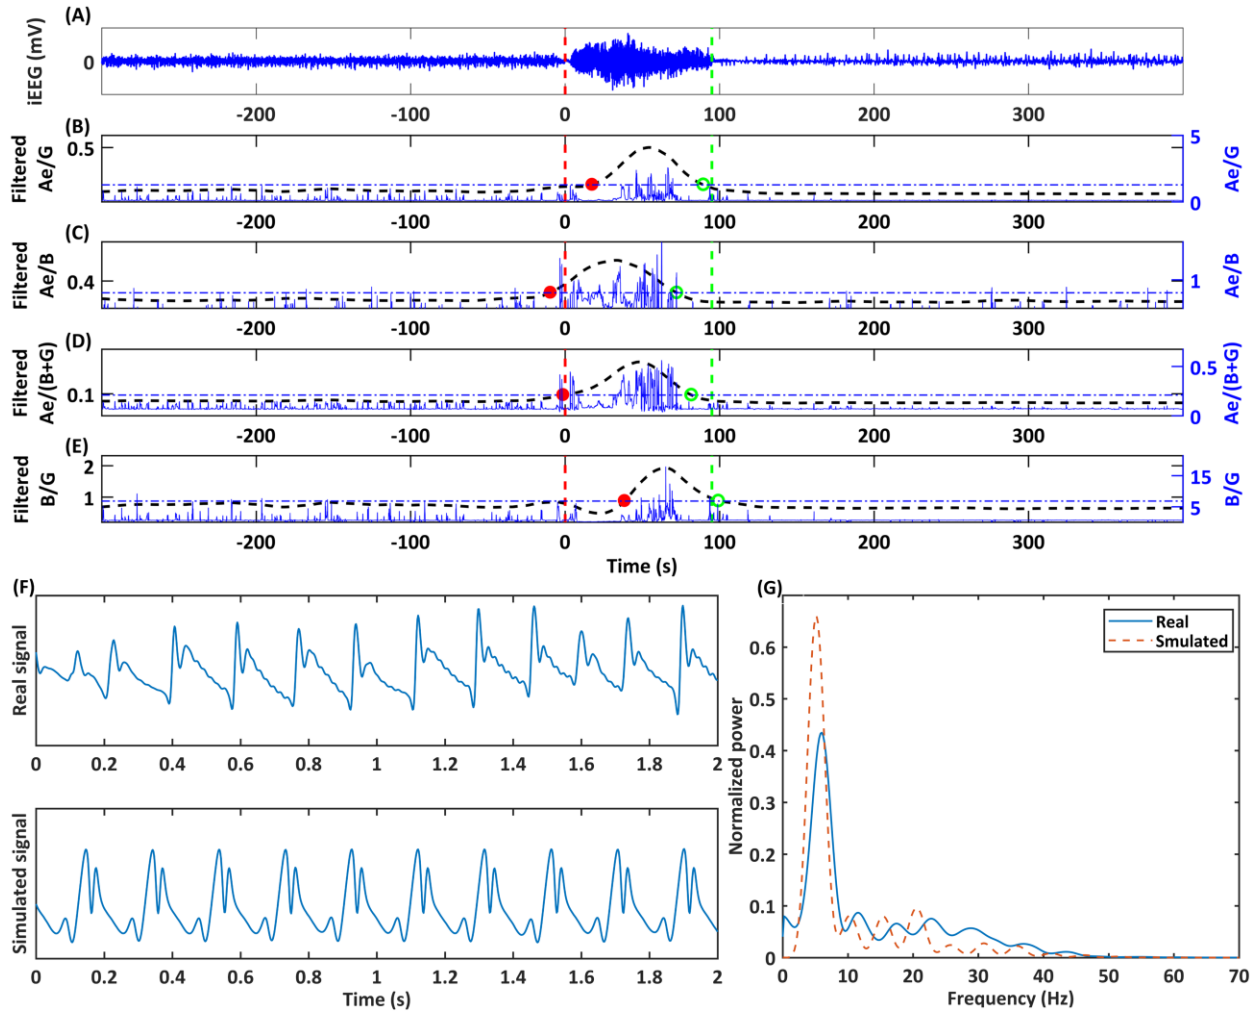 (A)
iEEG (mV)
0
-200 -100 0 100 200 300
(B)
Filtered
Ae/G
0.5
5
0
Ae/G
-200 -100 0 100 200 300
(C)
Filtered
Ae/B
0.4
1
Ae/B
-200 -100 0 100 200 300
(D)
Filtered
Ae/(B+G)
0.1
0.5
0
Ae/(B+G)
-200 -100 0 100 200 300
(E)
Filtered
B/G
2
1
15
5
B/G
-200 -100 0 100 200 300
Time (s)
(F)
Real signal
0 0.2 0.4 0.6 0.8 1 1.2 1.4 1.6 1.8 2
Simulated signal
0 0.2 0.4 0.6 0.8 1 1.2 1.4 1.6 1.8 2
Time (s)
(G)
Real
Smulated
Normalized power
0.6
0.5
0.4
0.3
0.2
0.1
0
0 10 20 30 40 50 60 70
Frequency (Hz)